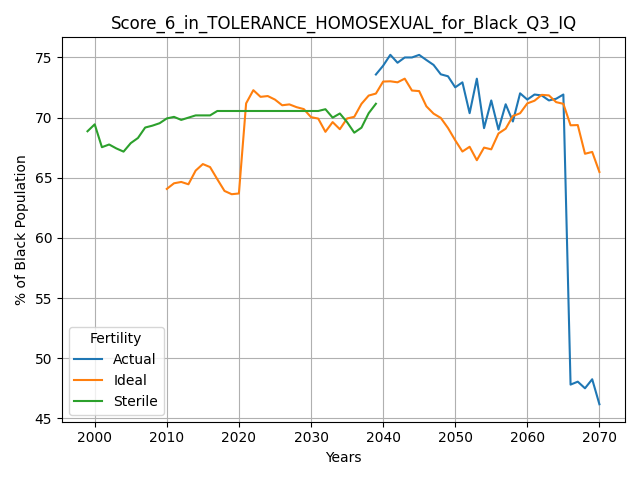 Score_6_in_TOLERANCE_HOMOSEXUAL_for_Black_Q3_IQ
% of Black Population
75
70
65
60
55
50
45
Fertility
Actual
Ideal
Sterile
2000 2010 2020 2030 2040 2050 2060 2070
Years